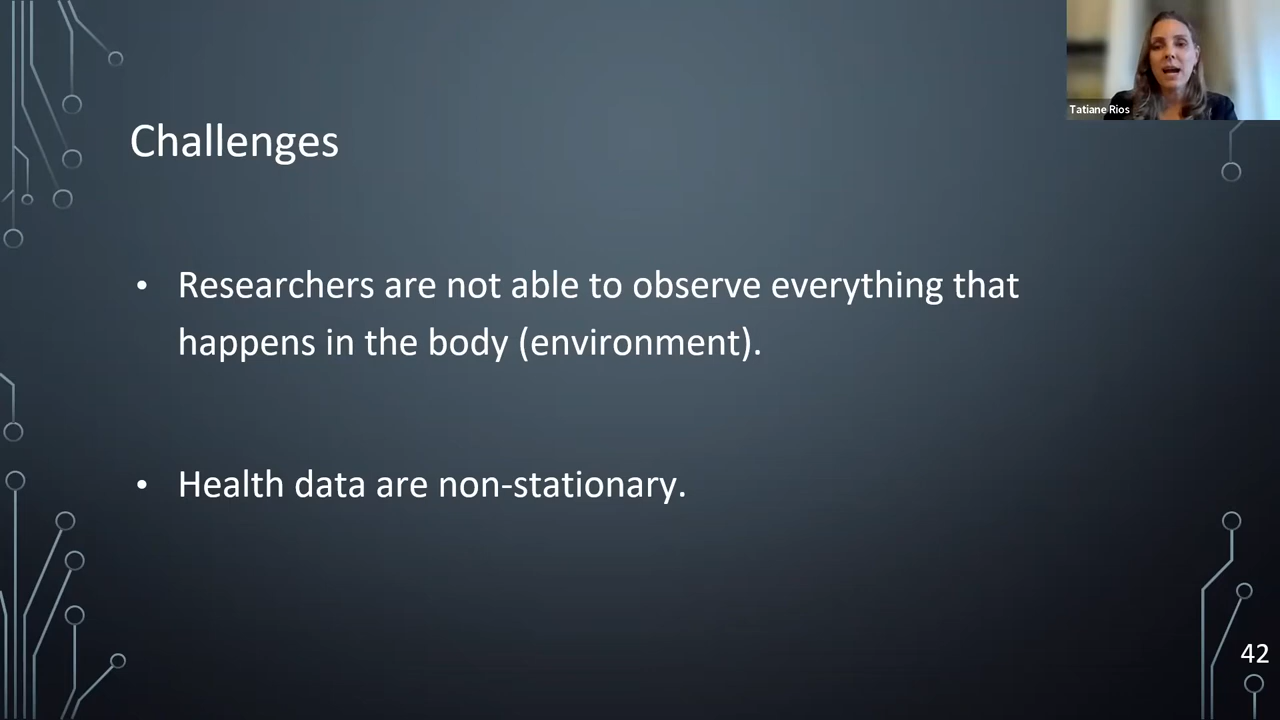 Tatiane Rios
Challenges
• Researchers are not able to observe everything that
happens in the body (environment).
• Health data are non-stationary.
42